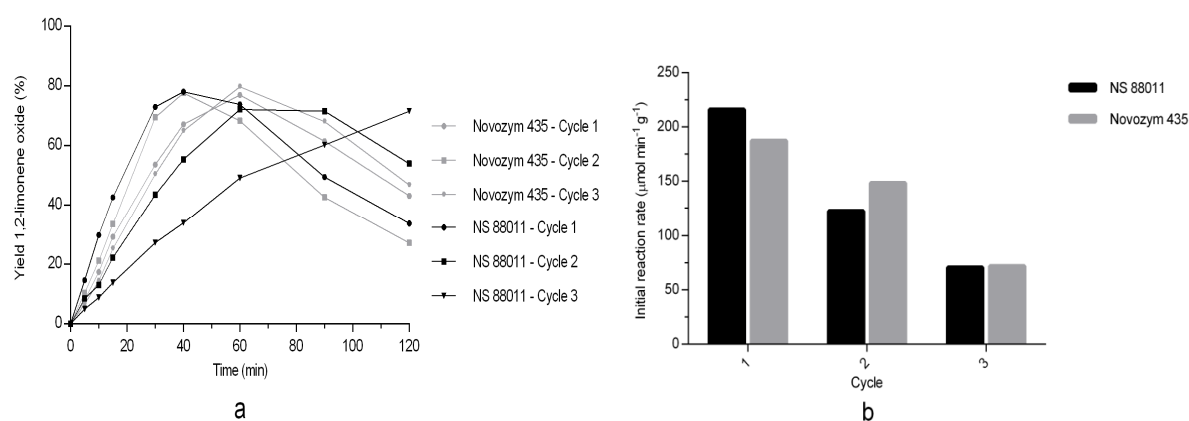 100
80
60
40
20
0
Yield 1,2-limonene oxide (%)
0 20 40 60 80 100 120
Time (min)
Novozym 435 - Cycle 1
Novozym 435 - Cycle 2
Novozym 435 - Cycle 3
NS 88011 - Cycle 1
NS 88011 - Cycle 2
NS 88011 - Cycle 3
a
250
200
150
100
50
0
Initial reaction rate (µmol min⁻¹ g⁻¹)
1 2 3
Cycle
NS 88011
Novozym 435
b